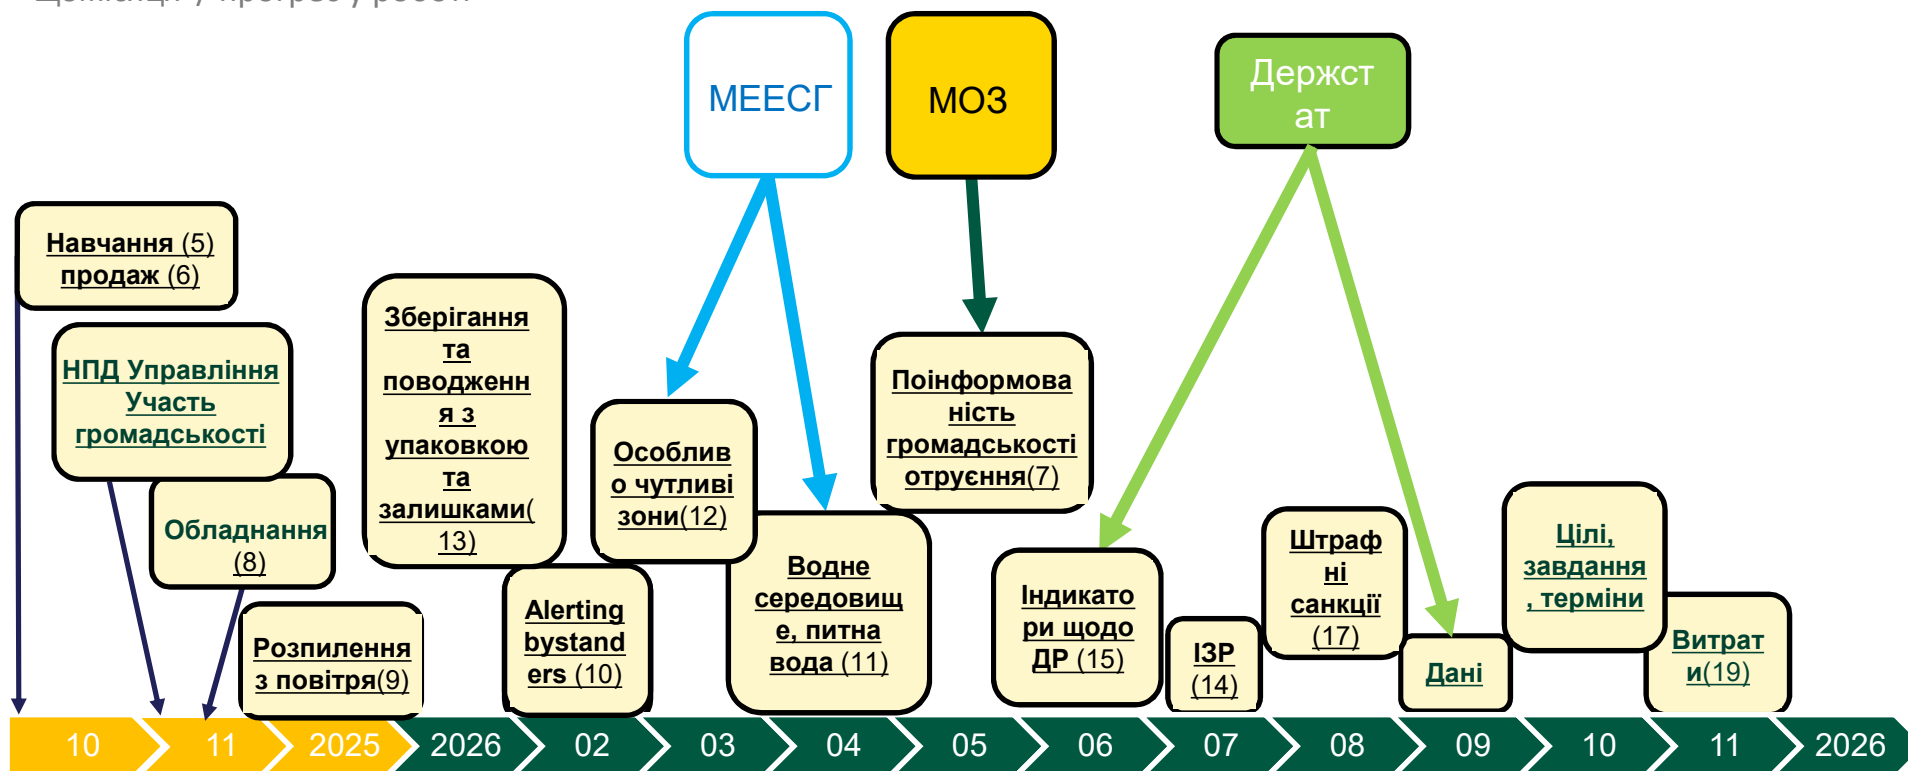 МЕЕСГ
МОЗ
Держст
ат
Навчання (5)
продаж (6)
НПД Управління
Участь
громадськості
Обладнання
(8)
Розпилення
з повітря(9)
Зберігання
та
поводженн
я з
упаковкою
та
залишками(
13)
Alerting
bystand
ers (10)
Особлив
о чутливі
зони(12)
Водне
середовищ
е, питна
вода (11)
Поінформова
ність
громадськості
отруєння(7)
Індикато
ри щодо
ДР (15)
ІЗР
(14)
Штраф
ні
санкції
(17)
Дані
Цілі,
завдання
, терміни
Витрат
и(19)
10
11
2025
2026
02
03
04
05
06
07
08
09
10
11
2026